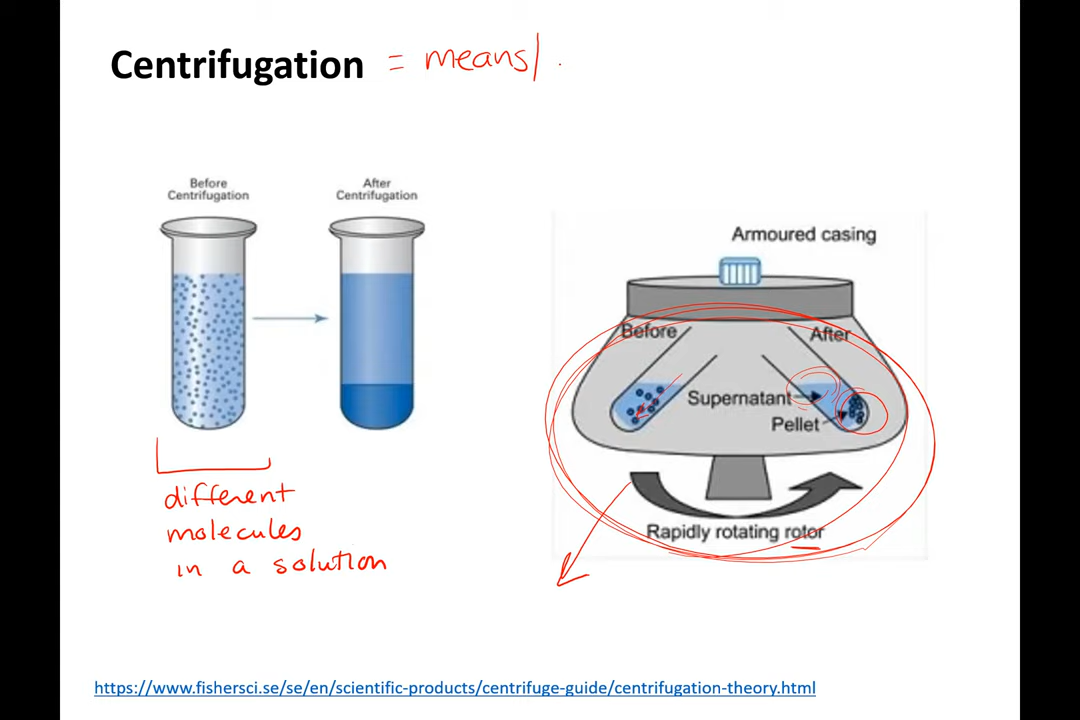 Centrifugation = means/
Before
Centrifugation
After
Centrifugation
Armoured casing
Before
After
Supernatant
Pellet
Rapidly rotating rotor
different
molecules
in a solution
https://www.fishersci.se/se/en/scientific-products/centrifuge-guide/centrifugation-theory.html